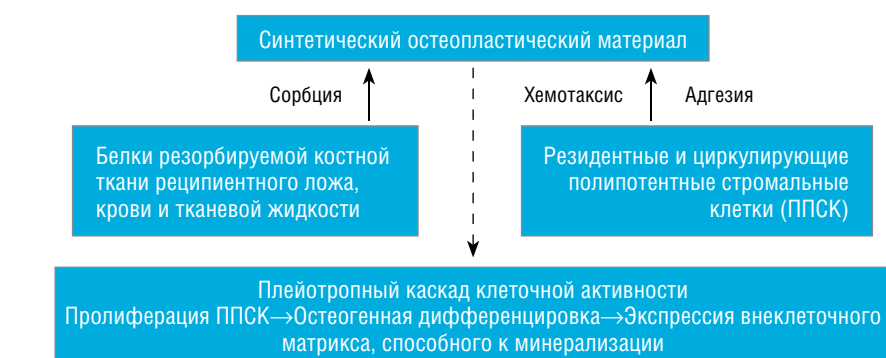 Синтетический остеопластический материал
Сорбция
Хемотаксис
Адгезия
Белки резорбируемой костной
ткани реципиентного ложа,
крови и тканевой жидкости
Резидентные и циркулирующие
полипотентные стромальные
клетки (ППСК)
Плейотропный каскад клеточной активности
Пролиферация ППСК→Остеогенная дифференцировка→Экспрессия внеклеточного
матрикса, способного к минерализации